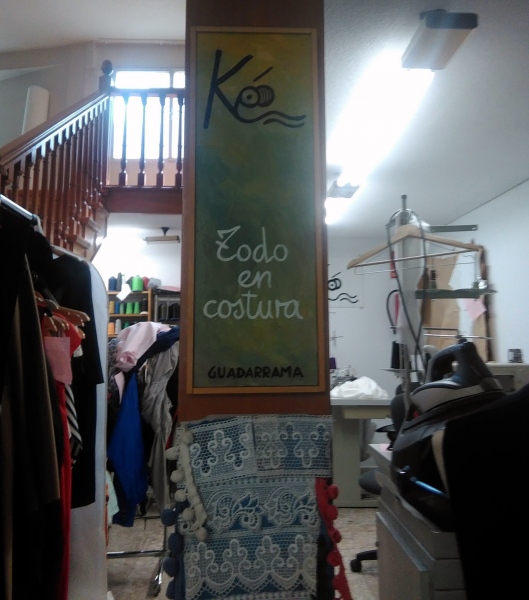 Kó
Todo
en
costura
GUADARRAMA